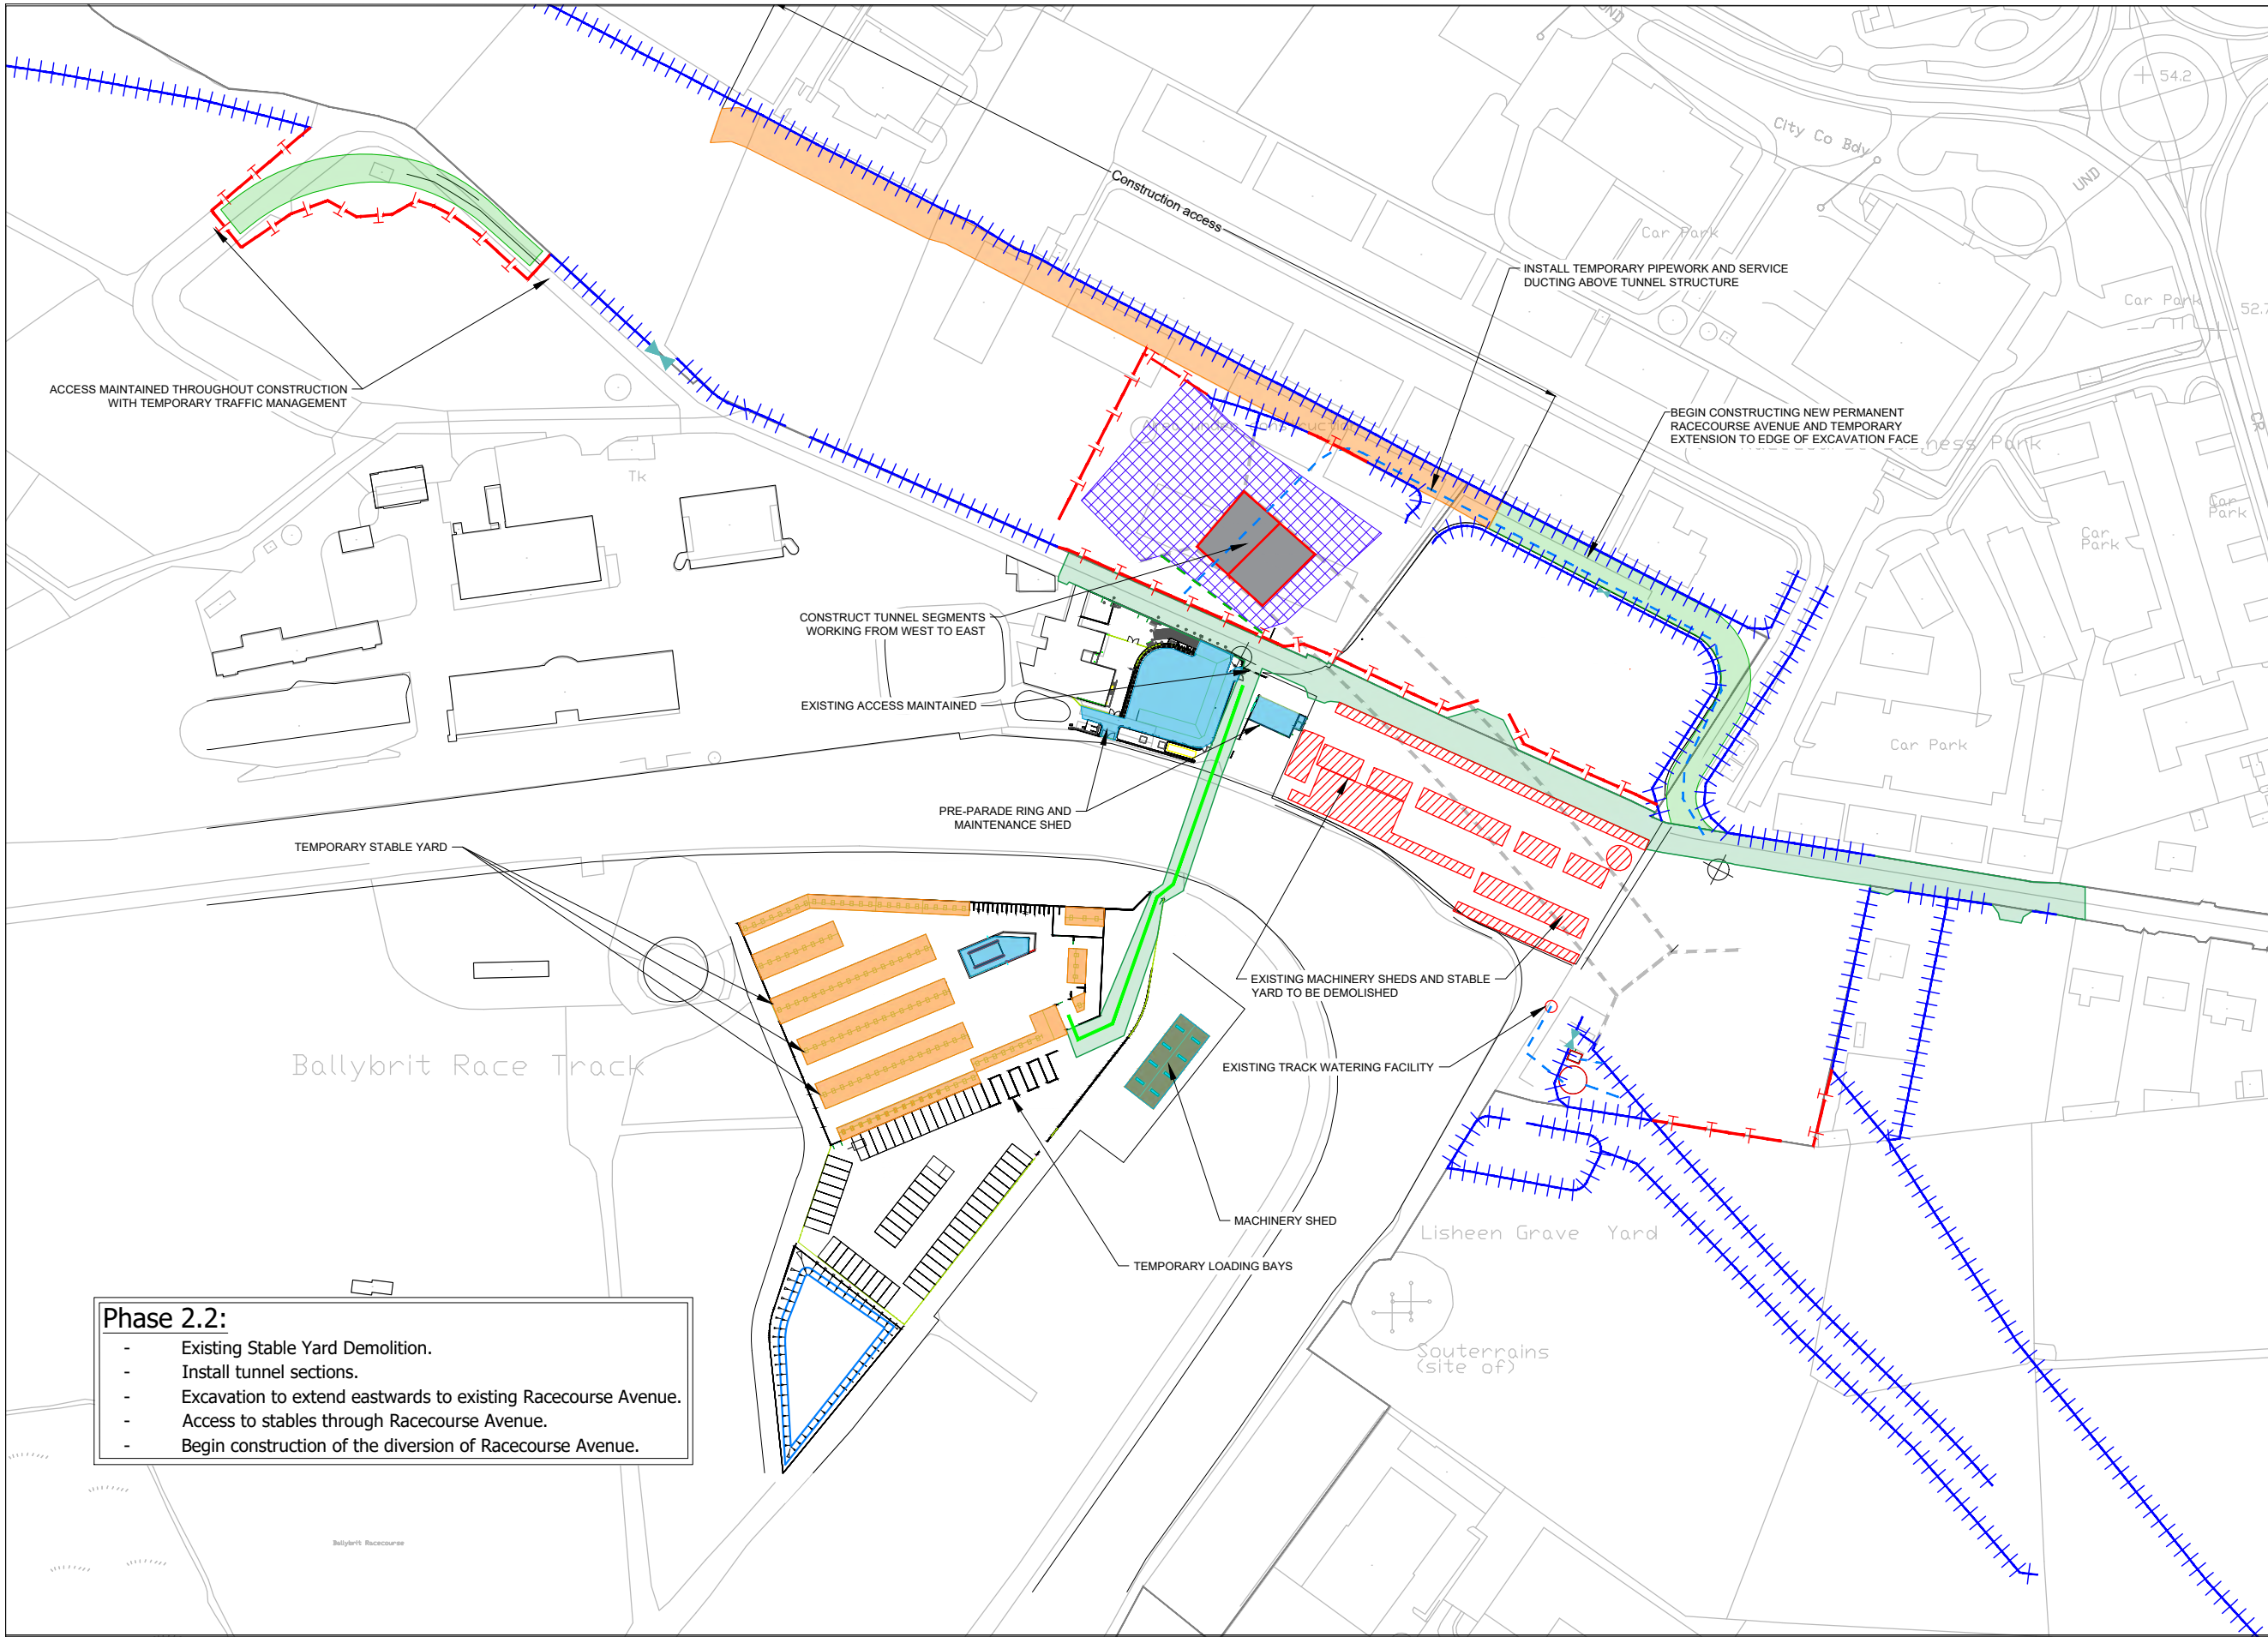 UND
54.2
City Co Bdy
UND
Construction access
Car Park
INSTALL TEMPORARY PIPEWORK AND SERVICE
DUCTING ABOVE TUNNEL STRUCTURE
Car Park
52.7
ACCESS MAINTAINED THROUGHOUT CONSTRUCTION
WITH TEMPORARY TRAFFIC MANAGEMENT
BEGIN CONSTRUCTING NEW PERMANENT
RACECOURSE AVENUE AND TEMPORARY
EXTENSION TO EDGE OF EXCAVATION FACE
ness Park
CR
Tk
Car
Park
Car
Park
CONSTRUCT TUNNEL SEGMENTS
WORKING FROM WEST TO EAST
EXISTING ACCESS MAINTAINED
Car Park
PRE-PARADE RING AND
MAINTENANCE SHED
TEMPORARY STABLE YARD
EXISTING MACHINERY SHEDS AND STABLE
YARD TO BE DEMOLISHED
Ballybrit Race Track
EXISTING TRACK WATERING FACILITY
MACHINERY SHED
Lisheen Grave Yard
TEMPORARY LOADING BAYS
Souterrains
(site of)
Phase 2.2:
- Existing Stable Yard Demolition.
- Install tunnel sections.
- Excavation to extend eastwards to existing Racecourse Avenue.
- Access to stables through Racecourse Avenue.
- Begin construction of the diversion of Racecourse Avenue.
Ballybrit Racecourse